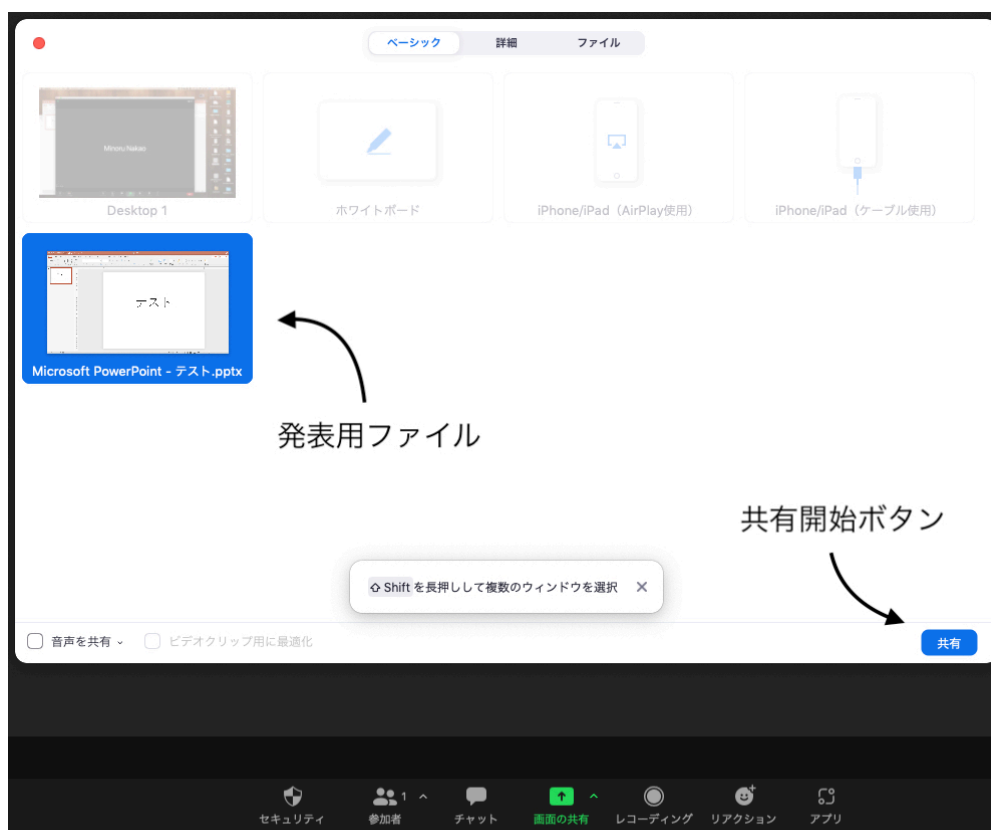 ベーシック 詳細 ファイル
Minoru Nakao
Desktop 1 ホワイトボード iPhone/iPad（AirPlay使用） iPhone/iPad（ケーブル使用）
テスト
Microsoft PowerPoint - テスト.pptx
発表用ファイル
共有開始ボタン
Shift を長押しして複数のウィンドウを選択
音声を共有 ビデオクリップ用に最適化 共有
1
セキュリティ 参加者 チャット 画面の共有 レコーディング リアクション アプリ